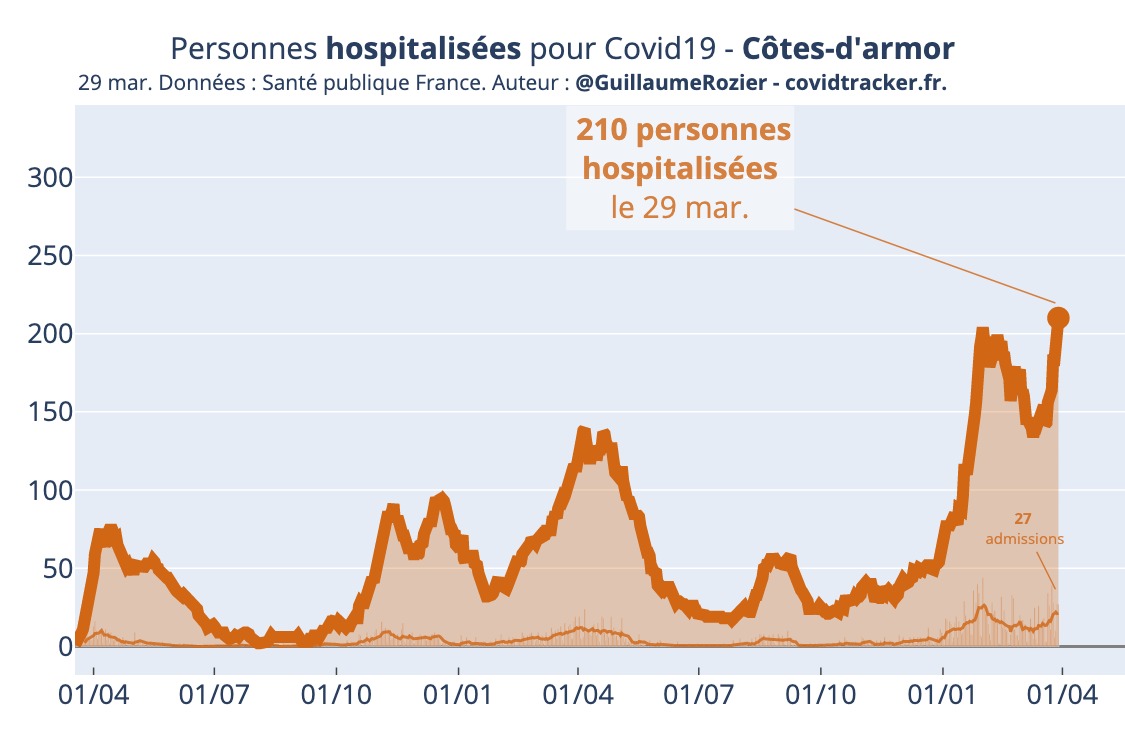 Personnes hospitalisées pour Covid19 - Côtes-d'armor
29 mar. Données : Santé publique France. Auteur : @GuillaumeRozier - covidtracker.fr.
210 personnes
hospitalisées
le 29 mar.
300
250
200
150
100
50
0
27
admissions
01/04 01/07 01/10 01/01 01/04 01/07 01/10 01/01 01/04